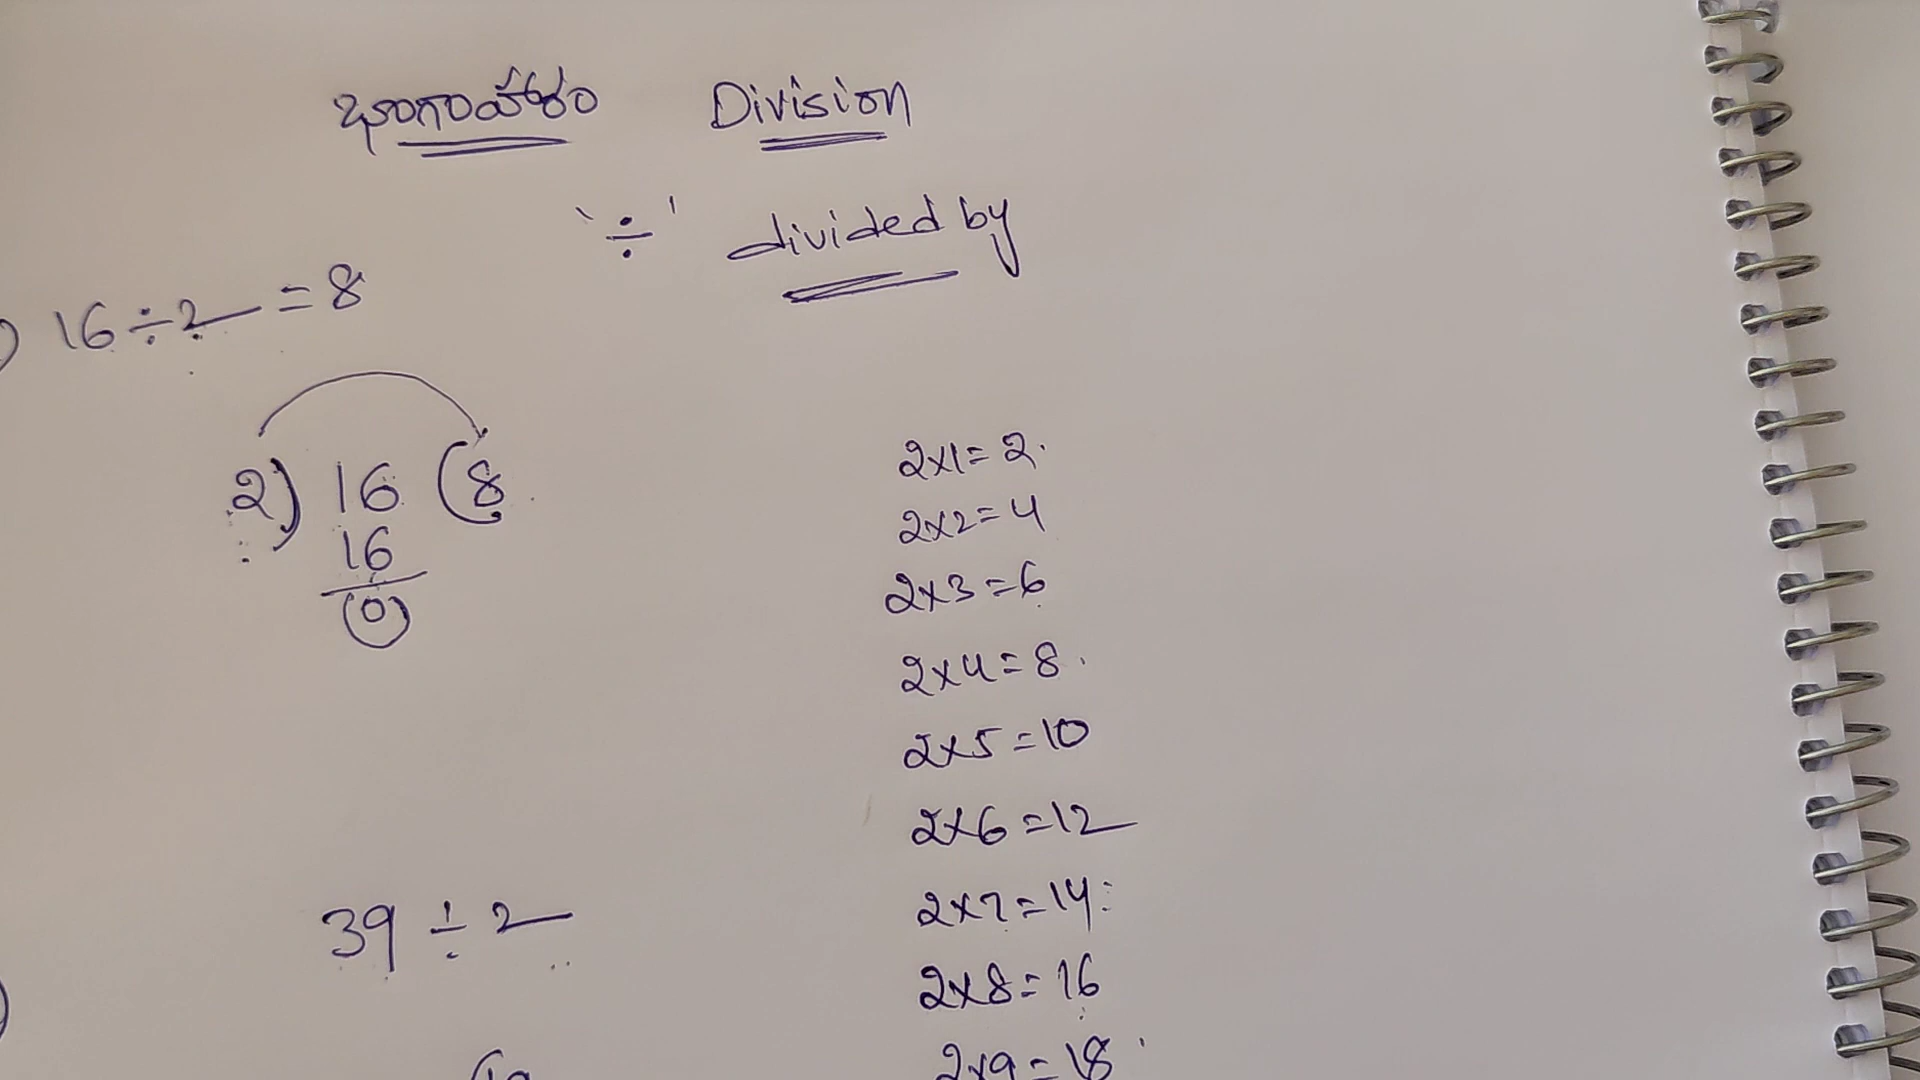 భాగాహారం Division
'÷' divided by
) 16÷2 = 8
2) 16 (8
16
(0)
2x1=2.
2x2=4
2x3=6
2x4=8.
2x5=10
2x6=12
39 ÷ 2
2x7=14
2x8=16
2x9=18